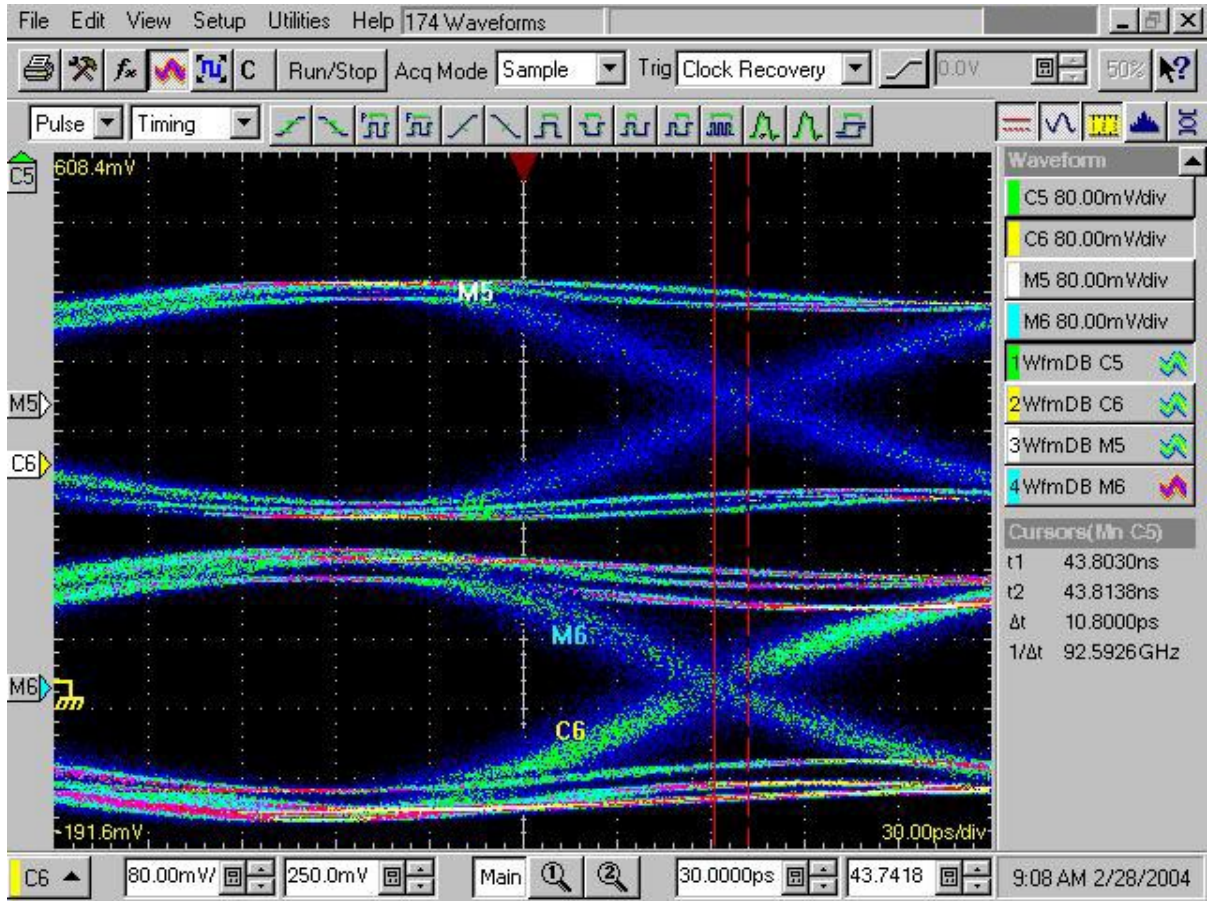 File Edit View Setup Utilities Help 174 Waveforms
fx C Run/Stop Acq Mode Sample Trig Clock Recovery 0.0V 50% ?
Pulse Timing
C5 608.4mV
Waveform
C5 80.00mV/div
C6 80.00mV/div
M5 80.00mV/div
M6 80.00mV/div
1 WfmDB C5
2 WfmDB C6
3 WfmDB M5
4 WfmDB M6
M5
M5
C6
M6
M6
C6
-191.6mV 30.00ps/div
Cursors(Mn C5)
t1 43.8030ns
t2 43.8138ns
Δt 10.8000ps
1/Δt 92.5926GHz
C6 80.00mV/ 250.0mV Main 1 2 30.0000ps 43.7418 9:08 AM 2/28/2004